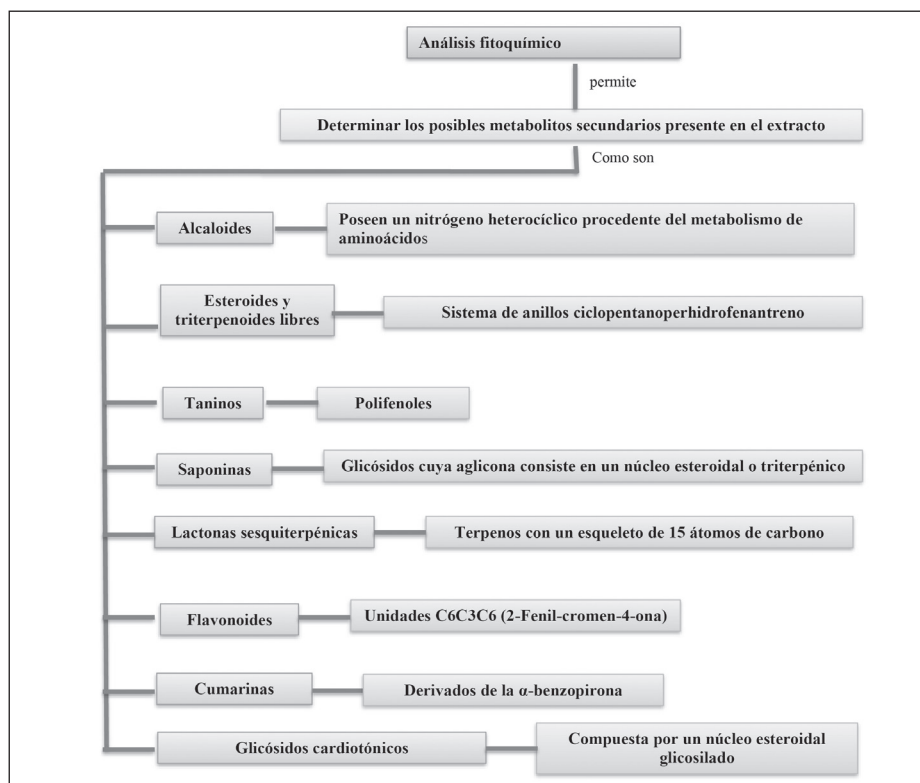 Análisis fitoquímico
permite
Determinar los posibles metabolitos secundarios presente en el extracto
Como son
Alcaloides
Poseen un nitrógeno heterocíclico procedente del metabolismo de
aminoácidos
Esteroides y
triterpenoides libres
Sistema de anillos ciclopentanoperhidrofenantreno
Taninos
Polifenoles
Saponinas
Glicósidos cuya aglicona consiste en un núcleo esteroidal o triterpénico
Lactonas sesquiterpénicas
Terpenos con un esqueleto de 15 átomos de carbono
Flavonoides
Unidades C6C3C6 (2-Fenil-cromen-4-ona)
Cumarinas
Derivados de la α-benzopirona
Glicósidos cardiotónicos
Compuesta por un núcleo esteroidal
glicosilado